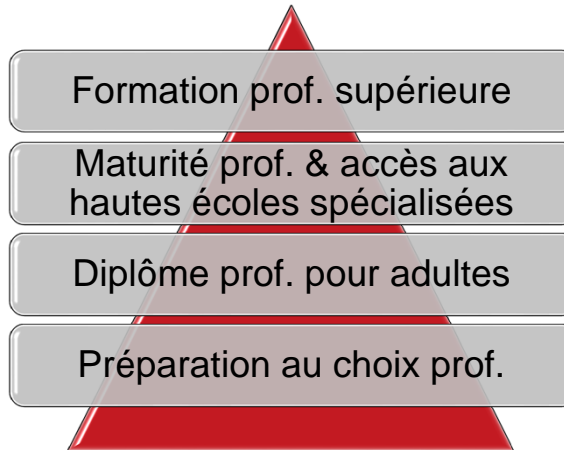 Formation prof. supérieure
Maturité prof. & accès aux
hautes écoles spécialisées
Diplôme prof. pour adultes
Préparation au choix prof.